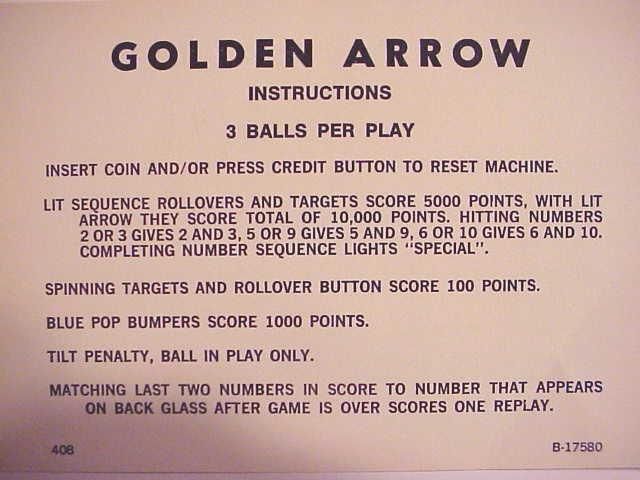 GOLDEN ARROW
INSTRUCTIONS
3 BALLS PER PLAY
INSERT COIN AND/OR PRESS CREDIT BUTTON TO RESET MACHINE.
LIT SEQUENCE ROLLOVERS AND TARGETS SCORE 5000 POINTS, WITH LIT
ARROW THEY SCORE TOTAL OF 10,000 POINTS. HITTING NUMBERS
2 OR 3 GIVES 2 AND 3, 5 OR 9 GIVES 5 AND 9, 6 OR 10 GIVES 6 AND 10.
COMPLETING NUMBER SEQUENCE LIGHTS "SPECIAL".
SPINNING TARGETS AND ROLLOVER BUTTON SCORE 100 POINTS.
BLUE POP BUMPERS SCORE 1000 POINTS.
TILT PENALTY, BALL IN PLAY ONLY.
MATCHING LAST TWO NUMBERS IN SCORE TO NUMBER THAT APPEARS
ON BACK GLASS AFTER GAME IS OVER SCORES ONE REPLAY.
408 B-17580